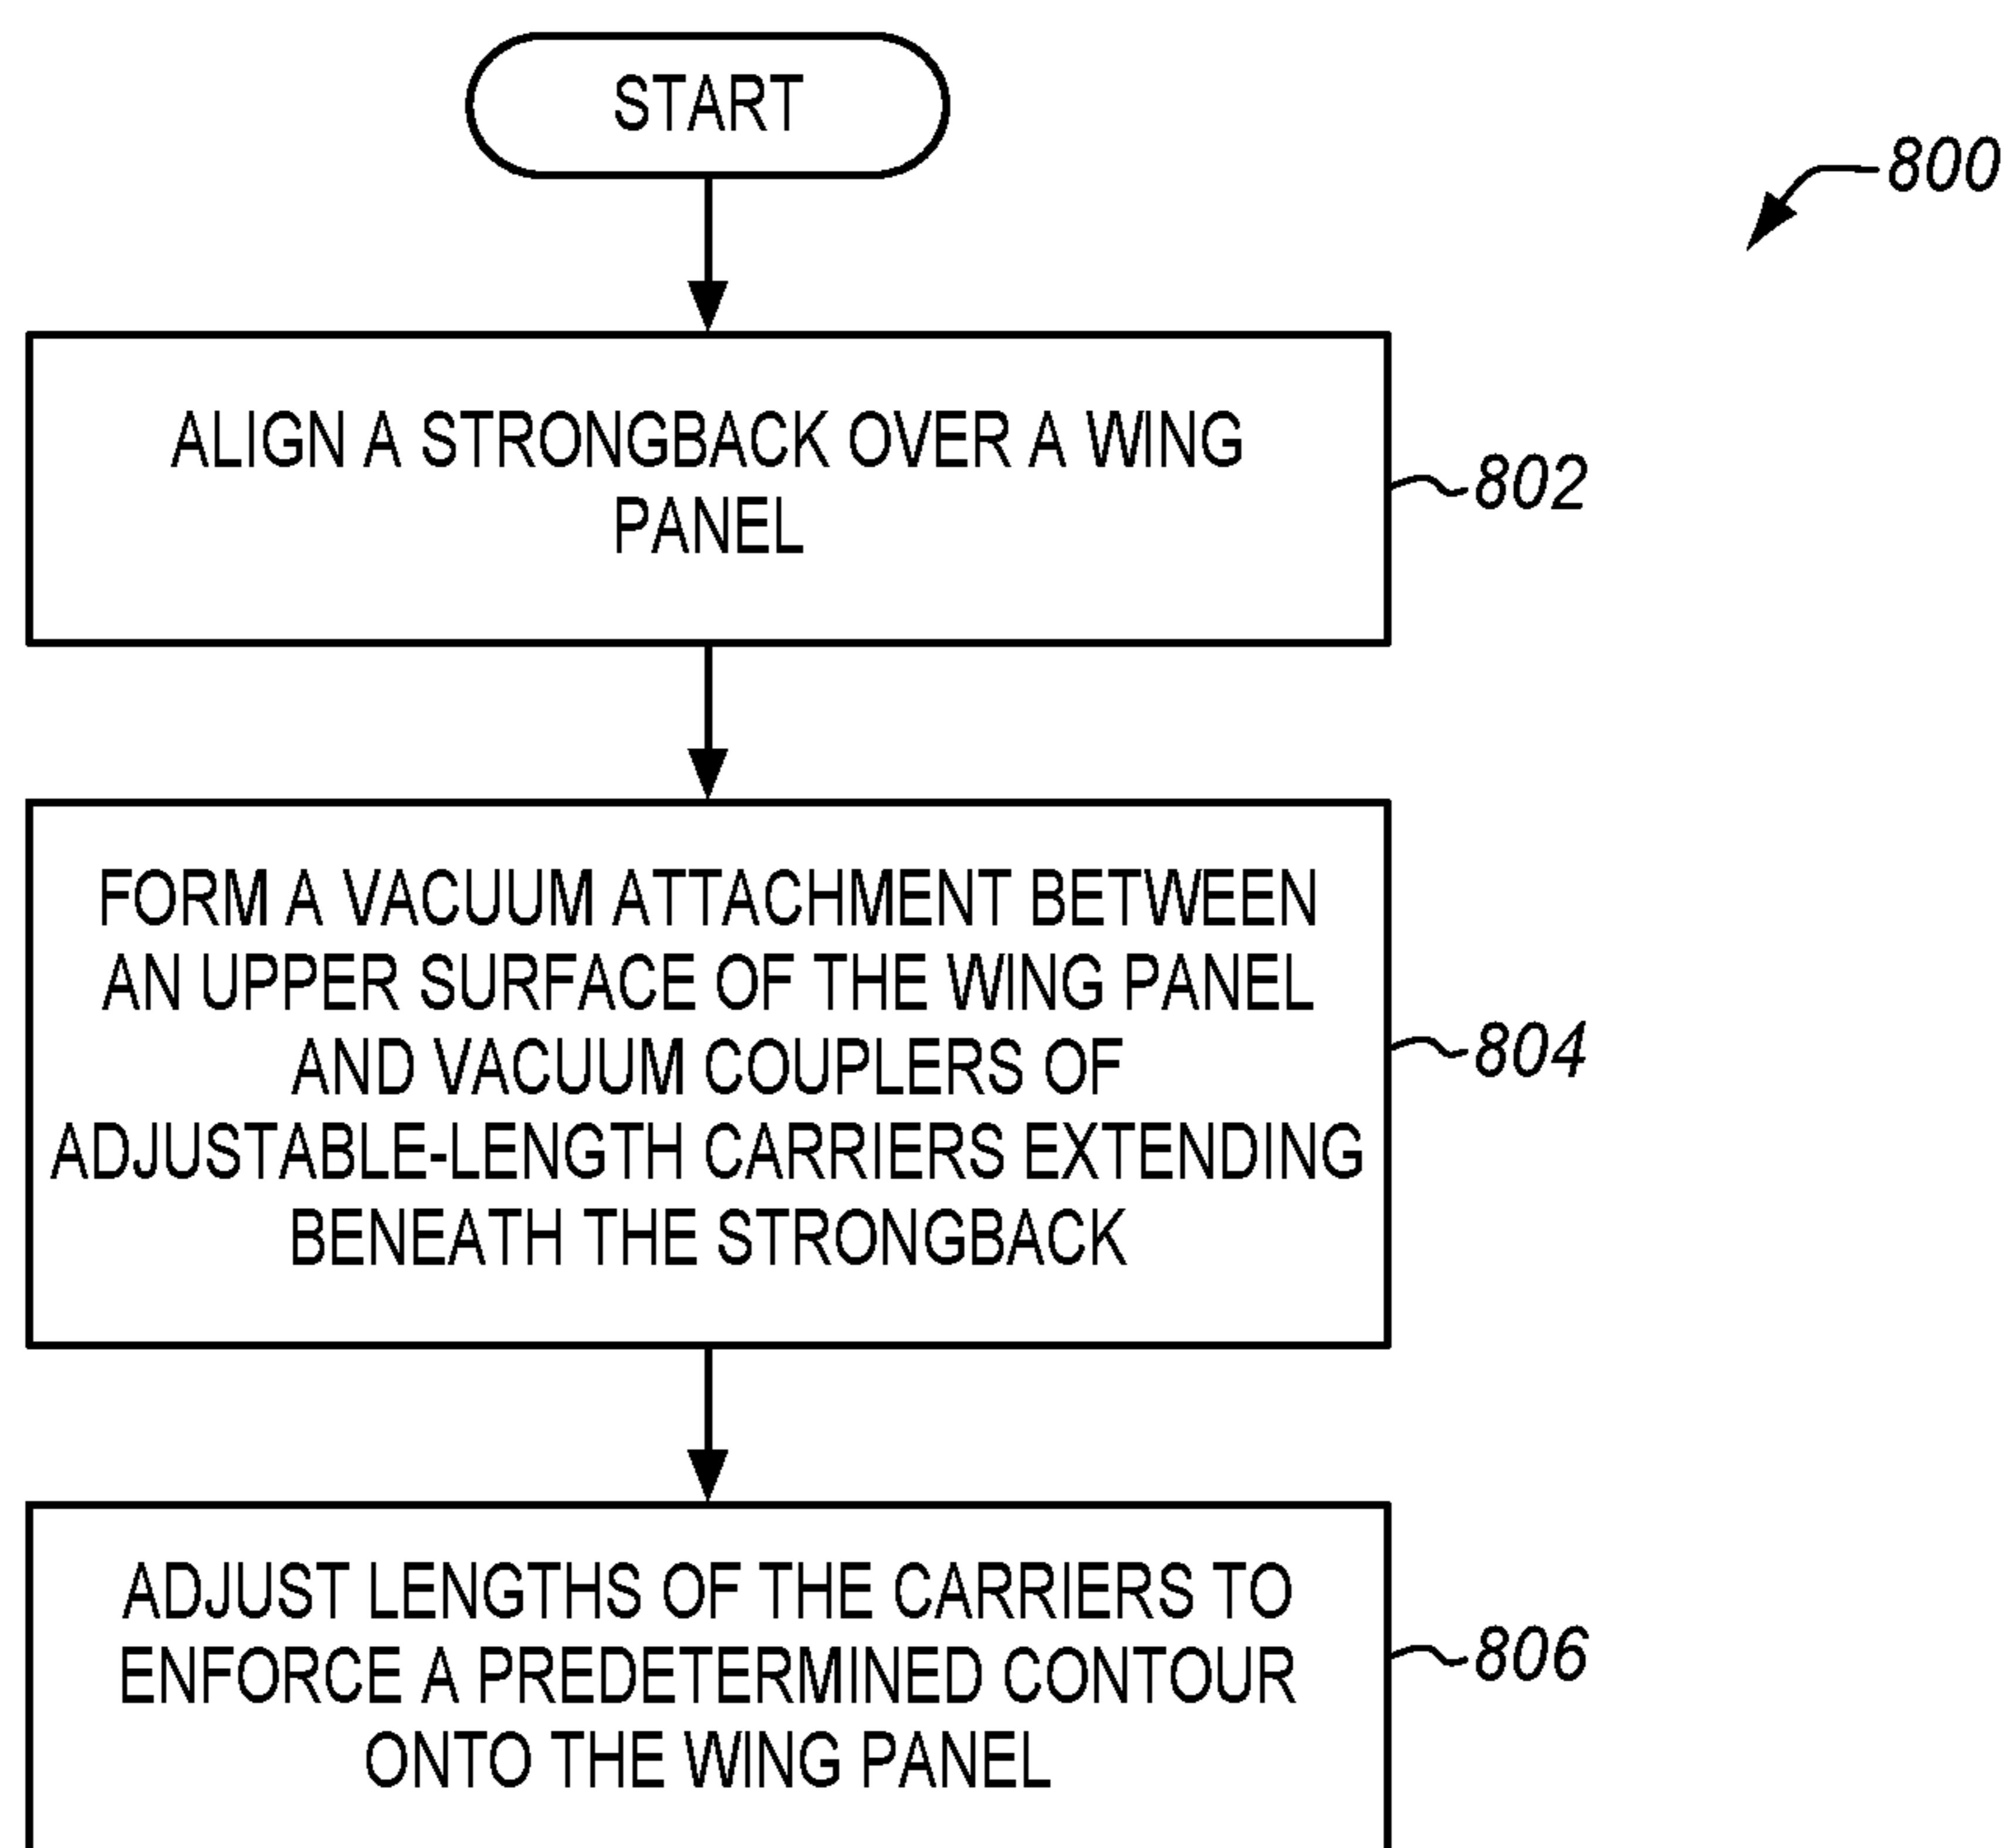 START
800
ALIGN A STRONGBACK OVER A WING
PANEL
802
FORM A VACUUM ATTACHMENT BETWEEN
AN UPPER SURFACE OF THE WING PANEL
AND VACUUM COUPLERS OF
ADJUSTABLE-LENGTH CARRIERS EXTENDING
BENEATH THE STRONGBACK
804
ADJUST LENGTHS OF THE CARRIERS TO
ENFORCE A PREDETERMINED CONTOUR
ONTO THE WING PANEL
806